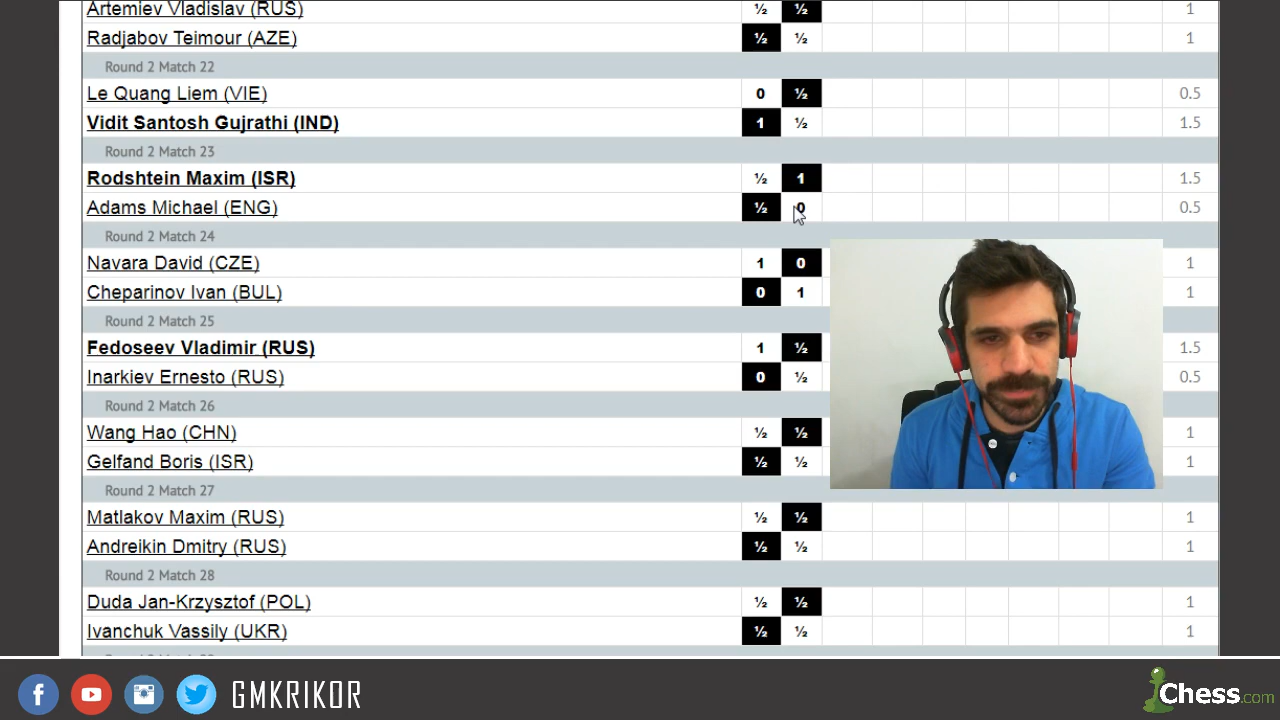 Artemiev Vladislav (RUS) ½ ½ 1
Radjabov Teimour (AZE) ½ ½ 1
Round 2 Match 22
Le Quang Liem (VIE) 0 ½ 0.5
Vidit Santosh Gujrathi (IND) 1 ½ 1.5
Round 2 Match 23
Rodshtein Maxim (ISR) ½ 1 1.5
Adams Michael (ENG) ½ 0 0.5
Round 2 Match 24
Navara David (CZE) 1 0 1
Cheparinov Ivan (BUL) 0 1 1
Round 2 Match 25
Fedoseev Vladimir (RUS) 1 ½ 1.5
Inarkiev Ernesto (RUS) 0 ½ 0.5
Round 2 Match 26
Wang Hao (CHN) ½ ½ 1
Gelfand Boris (ISR) ½ ½ 1
Round 2 Match 27
Matlakov Maxim (RUS) ½ ½ 1
Andreikin Dmitry (RUS) ½ ½ 1
Round 2 Match 28
Duda Jan-Krzysztof (POL) ½ ½ 1
Ivanchuk Vassily (UKR) ½ ½ 1
GMKRIKOR
Chess.com